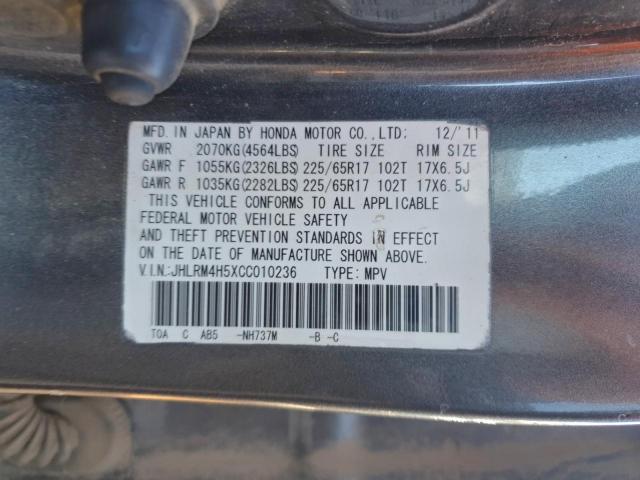 MFD. IN JAPAN BY HONDA MOTOR CO.,LTD: 12/'11
GVWR 2070KG(4564LBS) TIRE SIZE RIM SIZE
GAWR F 1055KG(2326LBS) 225/65R17 102T 17X6.5J
GAWR R 1035KG(2282LBS) 225/65R17 102T 17X6.5J
THIS VEHICLE CONFORMS TO ALL APPLICABLE
FEDERAL MOTOR VEHICLE SAFETY
AND THEFT PREVENTION STANDARDS IN EFFECT
ON THE DATE OF MANUFACTURE SHOWN ABOVE.
V.I.N:JHLRM4H5XCC010236 TYPE: MPV
TOA C AB5 -NH737M -B -C